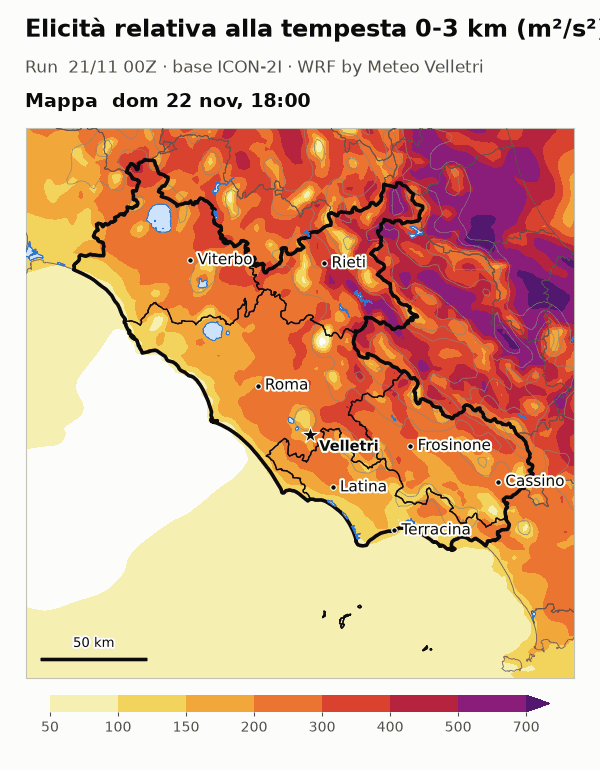 Elicità relativa alla tempesta 0-3 km (m²/s²)
Run 21/11 00Z · base ICON-2I · WRF by Meteo Velletri
Mappa dom 22 nov, 18:00
Viterbo
Rieti
Roma
Velletri
Frosinone
Cassino
Latina
Terracina
50 km
50 100 150 200 300 400 500 700